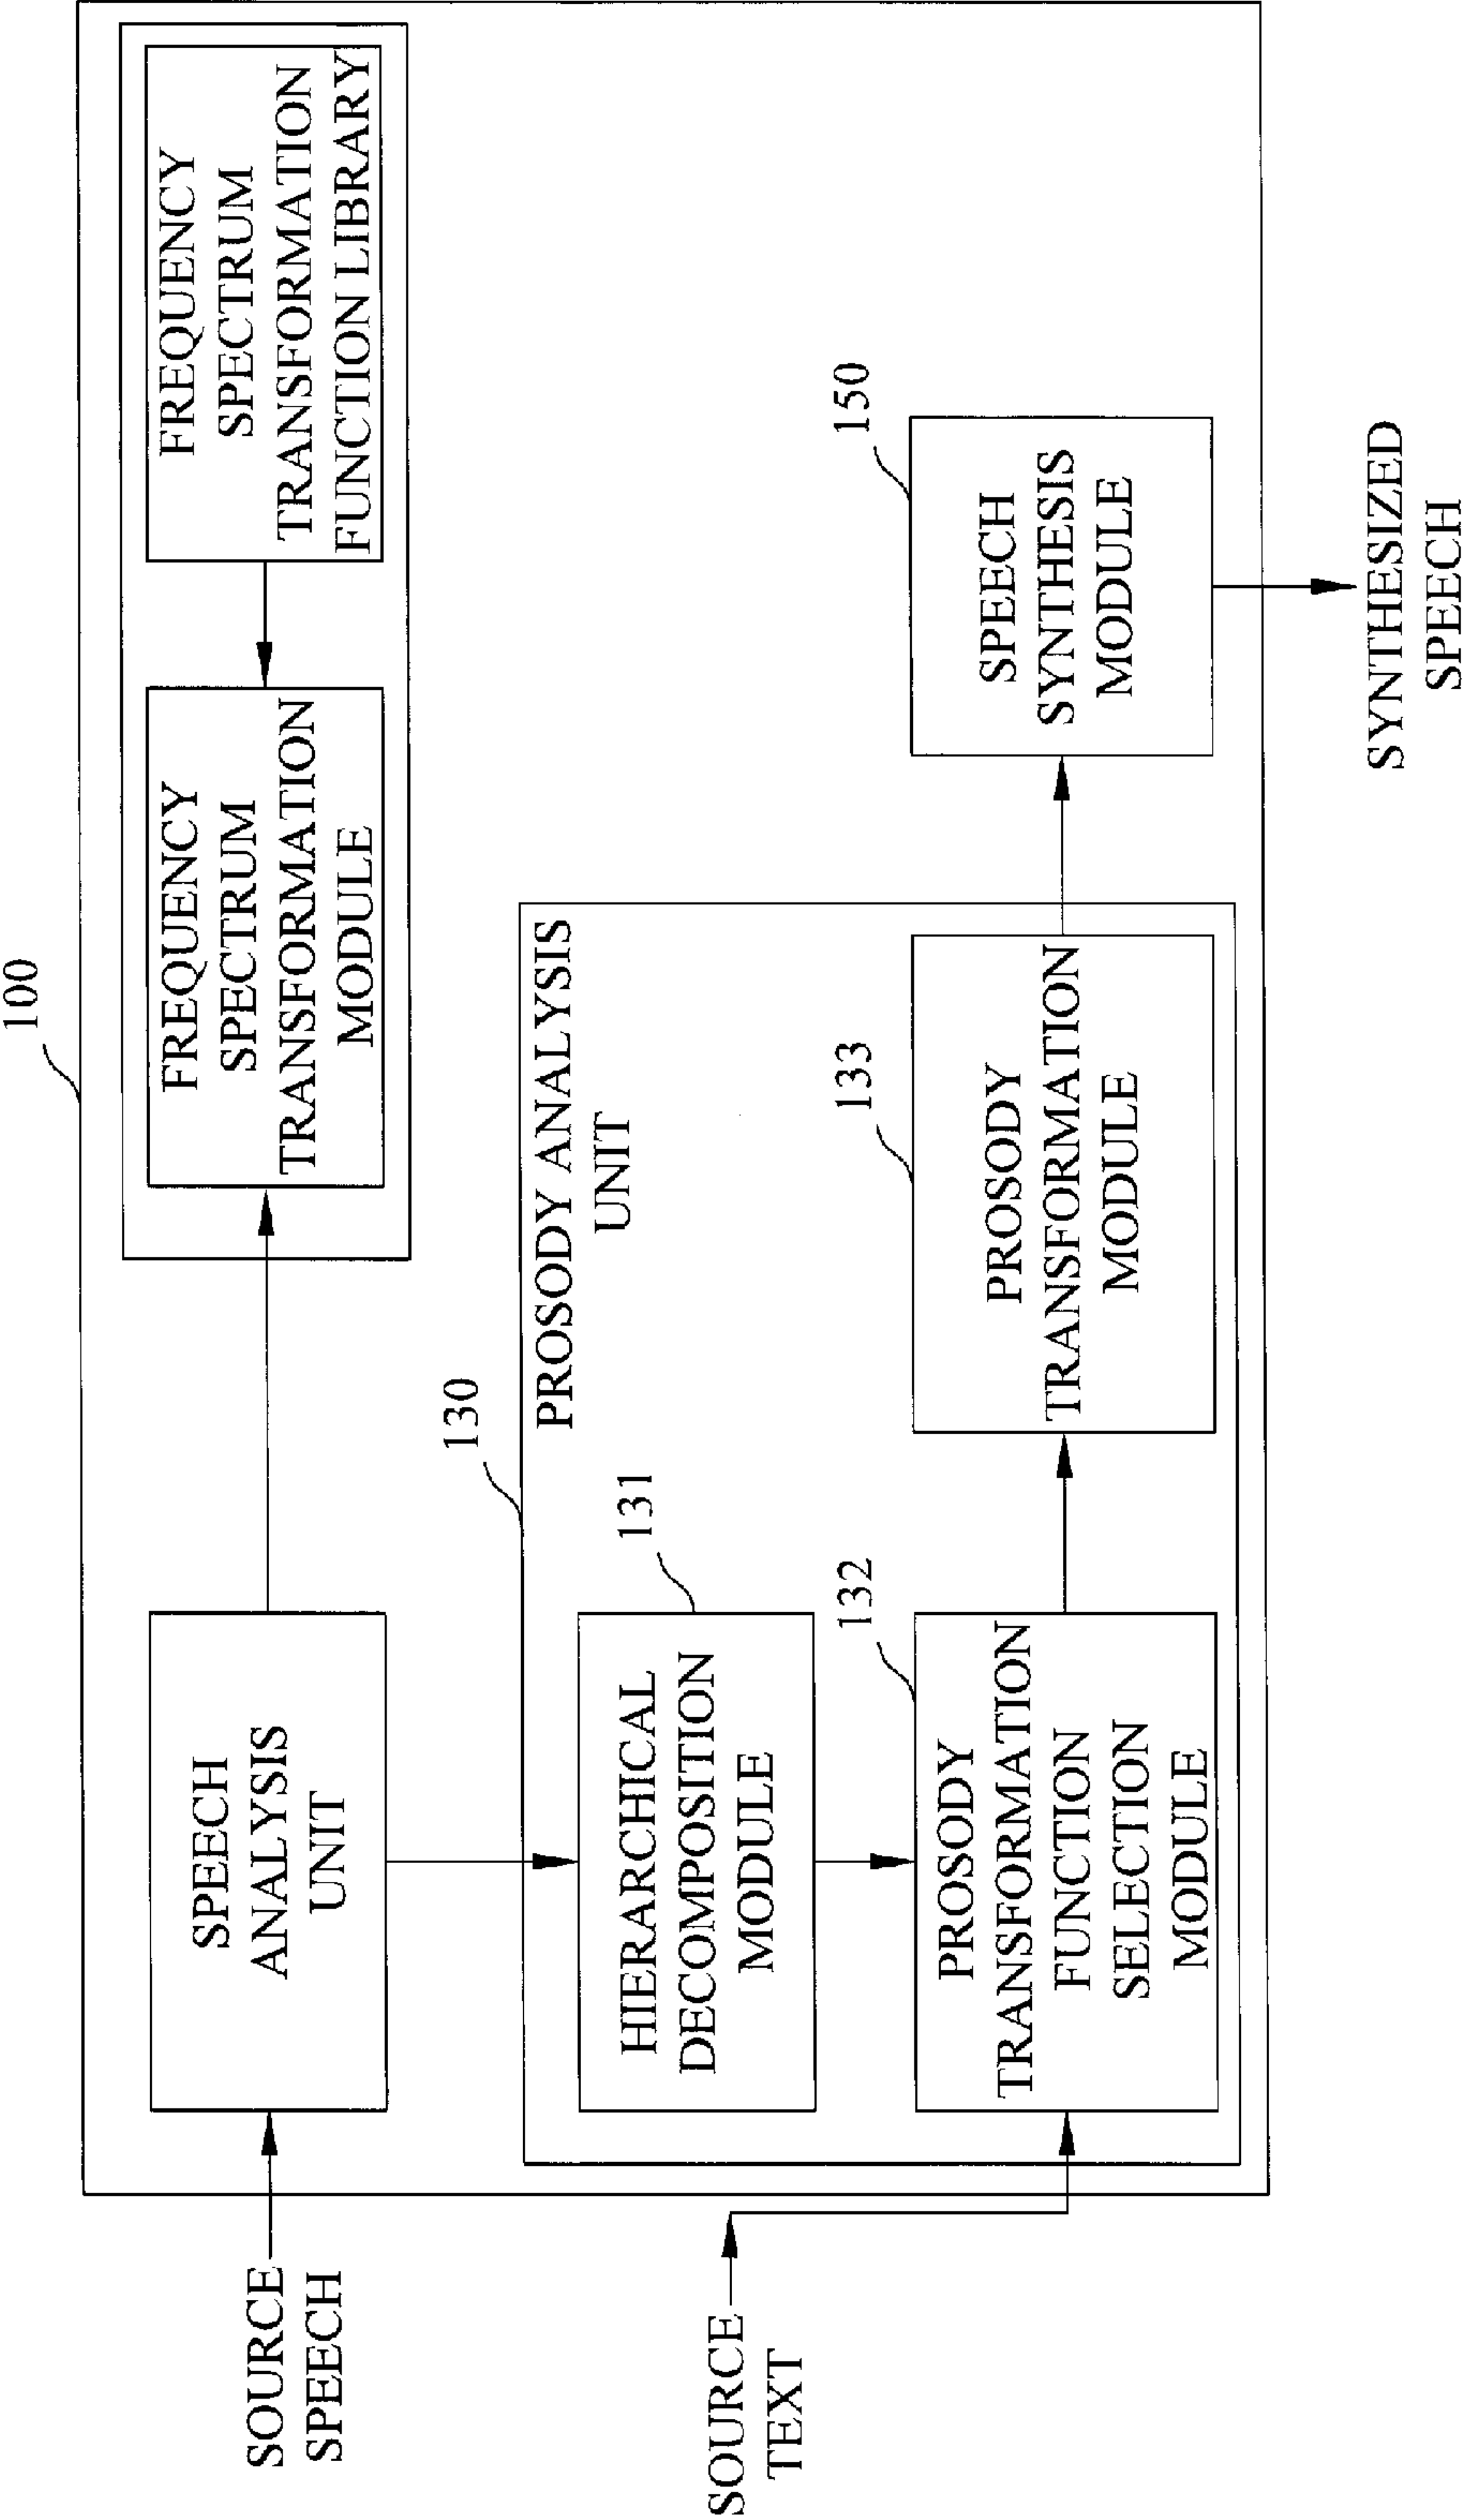 100
SOURCE
SPEECH
SPEECH
ANALYSIS
UNIT
FREQUENCY
SPECTRUM
TRANSFORMATION
MODULE
FREQUENCY
SPECTRUM
TRANSFORMATION
FUNCTION LIBRARY
130
PROSODY ANALYSIS
UNIT
131
HIERARCHICAL
DECOMPOSITION
MODULE
SOURCE
TEXT
132
PROSODY
TRANSFORMATION
FUNCTION
SELECTION
MODULE
133
PROSODY
TRANSFORMATION
MODULE
150
SPEECH
SYNTHESIS
MODULE
SYNTHESIZED
SPEECH